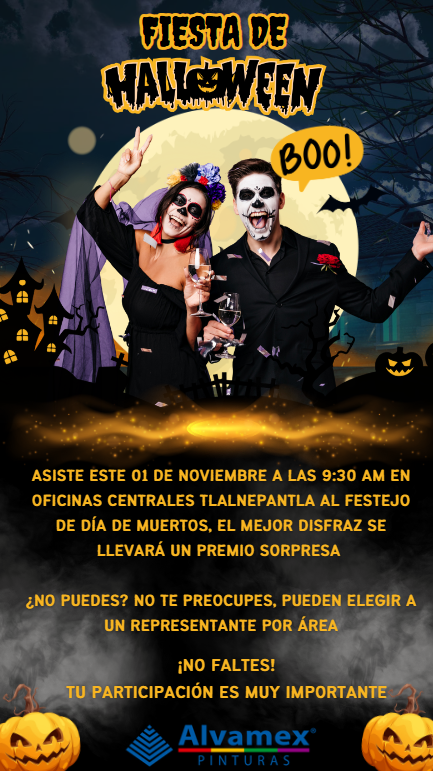 FIESTA DE
HALLOWEEN
BOO!
ASISTE ESTE 01 DE NOVIEMBRE A LAS 9:30 AM EN
OFICINAS CENTRALES TLALNEPANTLA AL FESTEJO
DE DÍA DE MUERTOS, EL MEJOR DISFRAZ SE
LLEVARÁ UN PREMIO SORPRESA
¿NO PUEDES? NO TE PREOCUPES, PUEDEN ELEGIR A
UN REPRESENTANTE POR ÁREA
¡NO FALTES!
TU PARTICIPACIÓN ES MUY IMPORTANTE
Alvamex®
PINTURAS